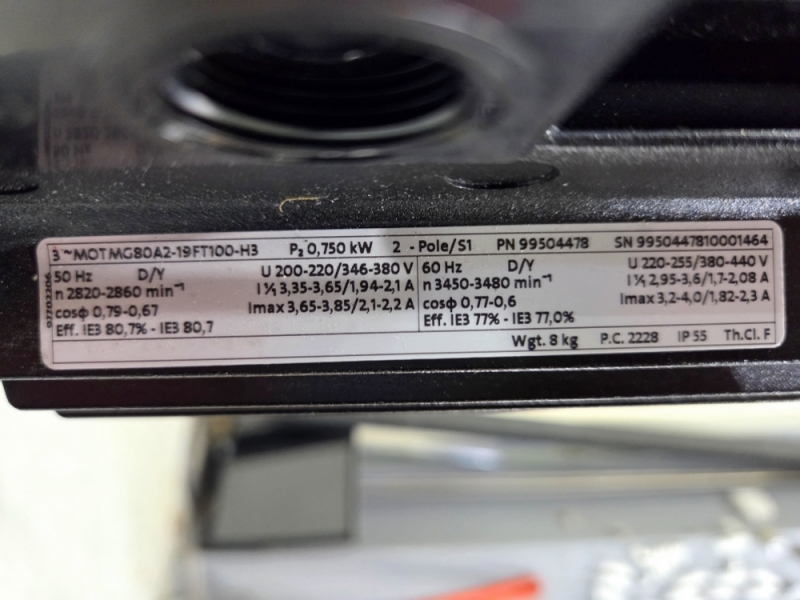 3~MOT MG80A2-19FT100-H3 P₂ 0,750 kW 2 - Pole/S1 PN 99504478 SN 9950447810001464
50 Hz D/Y U 200-220/346-380 V
n 2820-2860 min⁻¹ I 1/1 3,35-3,65/1,94-2,1 A
cosϕ 0,79-0,67 Imax 3,65-3,85/2,1-2,2 A
Eff. IE3 80,7% - IE3 80,7
60 Hz D/Y U 220-255/380-440 V
n 3450-3480 min⁻¹ I 1/1 2,95-3,6/1,7-2,08 A
cosϕ 0,77-0,6 Imax 3,2-4,0/1,82-2,3 A
Eff. IE3 77% - IE3 77,0%
Wgt. 8 kg P.C. 2228 IP 55 Th.Cl. F